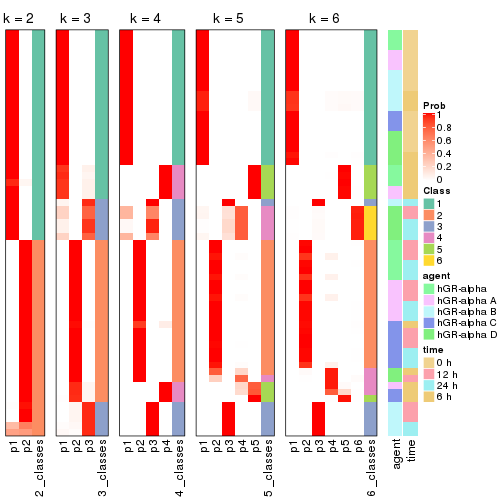 k = 2 k = 3 k = 4 k = 5 k = 6
Prob
1
0.8
0.6
0.4
0.2
0
Class
1
2
3
4
5
6
agent
hGR-alpha
hGR-alpha A
hGR-alpha B
hGR-alpha C
hGR-alpha D
time
0 h
12 h
24 h
6 h
p1 p2 2_classes p1 p2 p3 3_classes p1 p2 p3 p4 4_classes p1 p2 p3 p4 p5 5_classes p1 p2 p3 p4 p5 p6 6_classes agent time